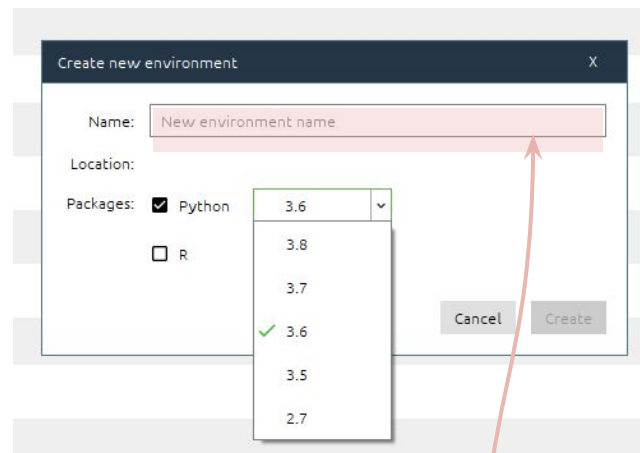 Create new environment X
Name: New environment name
Location:
Packages: Python 3.6
R
3.8
3.7
3.6
3.5
2.7
Cancel Create